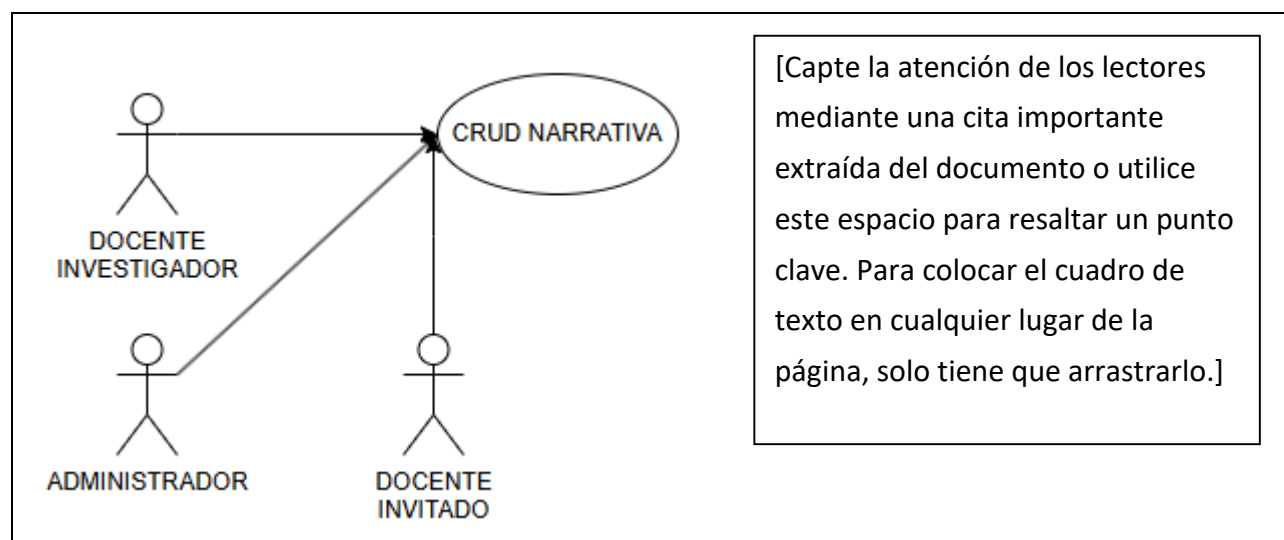 CRUD NARRATIVA
DOCENTE
INVESTIGADOR
ADMINISTRADOR
DOCENTE
INVITADO
[Capte la atención de los lectores
mediante una cita importante
extraída del documento o utilice
este espacio para resaltar un punto
clave. Para colocar el cuadro de
texto en cualquier lugar de la
página, solo tiene que arrastrarlo.]